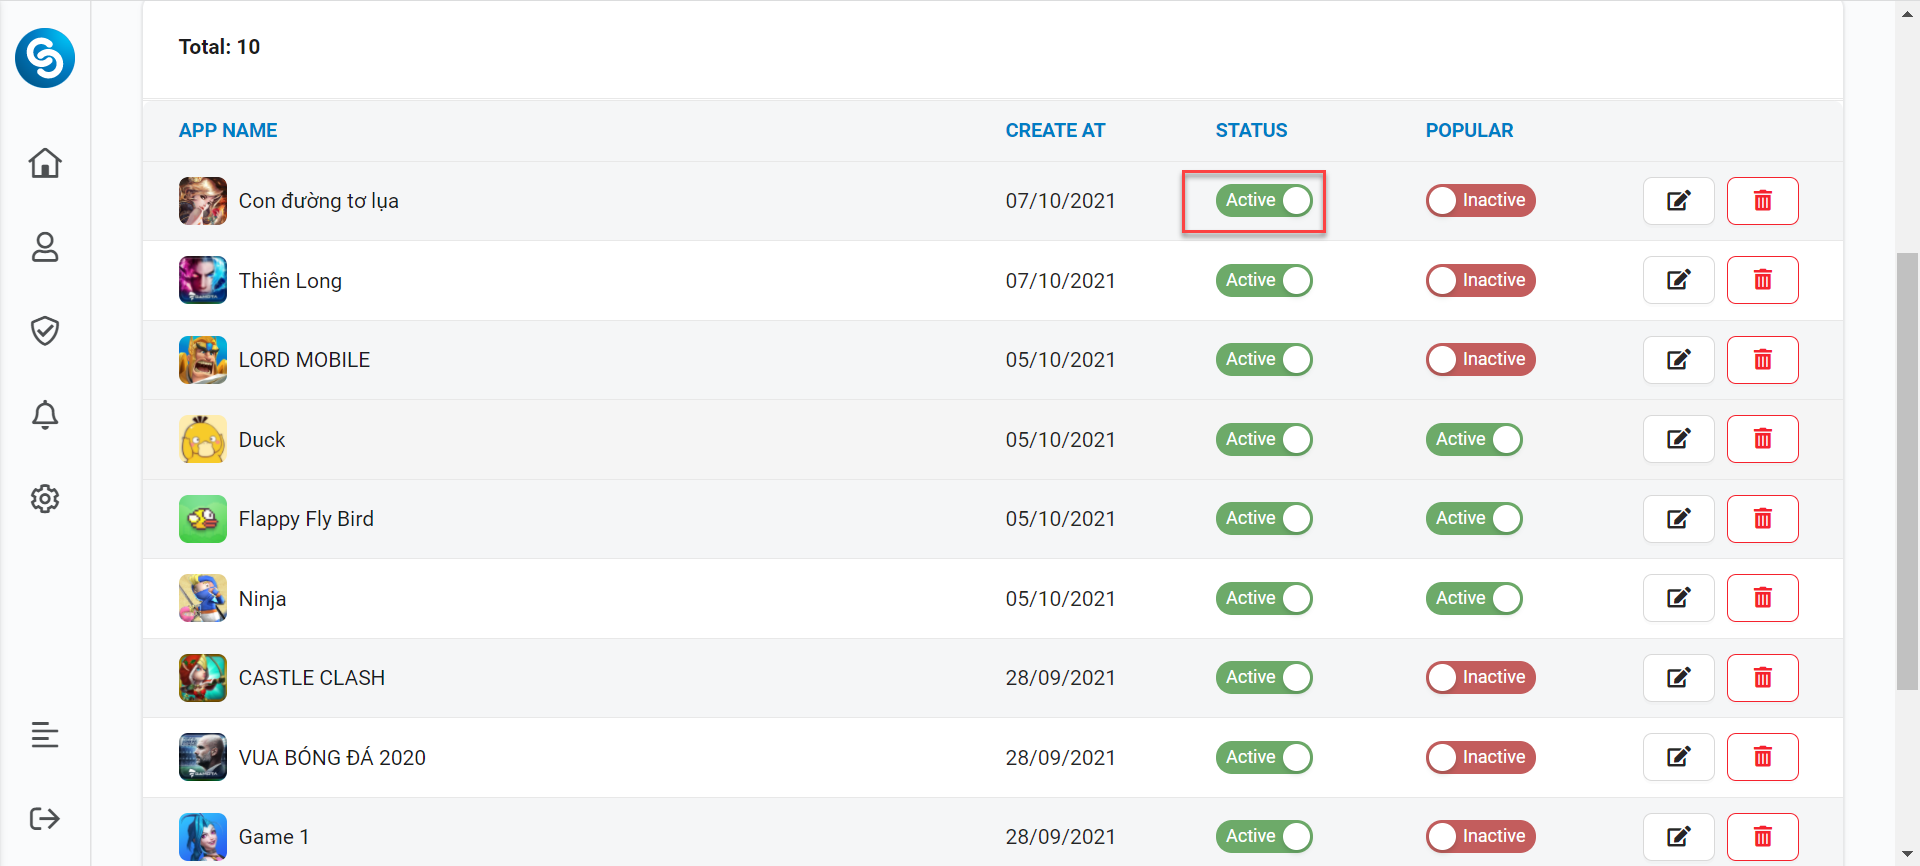 Total: 10
APP NAME CREATE AT STATUS POPULAR
Con đường tơ lụa 07/10/2021 Active Inactive
Thiên Long 07/10/2021 Active Inactive
LORD MOBILE 05/10/2021 Active Inactive
Duck 05/10/2021 Active Active
Flappy Fly Bird 05/10/2021 Active Active
Ninja 05/10/2021 Active Active
CASTLE CLASH 28/09/2021 Active Inactive
VUA BÓNG ĐÁ 2020 28/09/2021 Active Inactive
Game 1 28/09/2021 Active Inactive